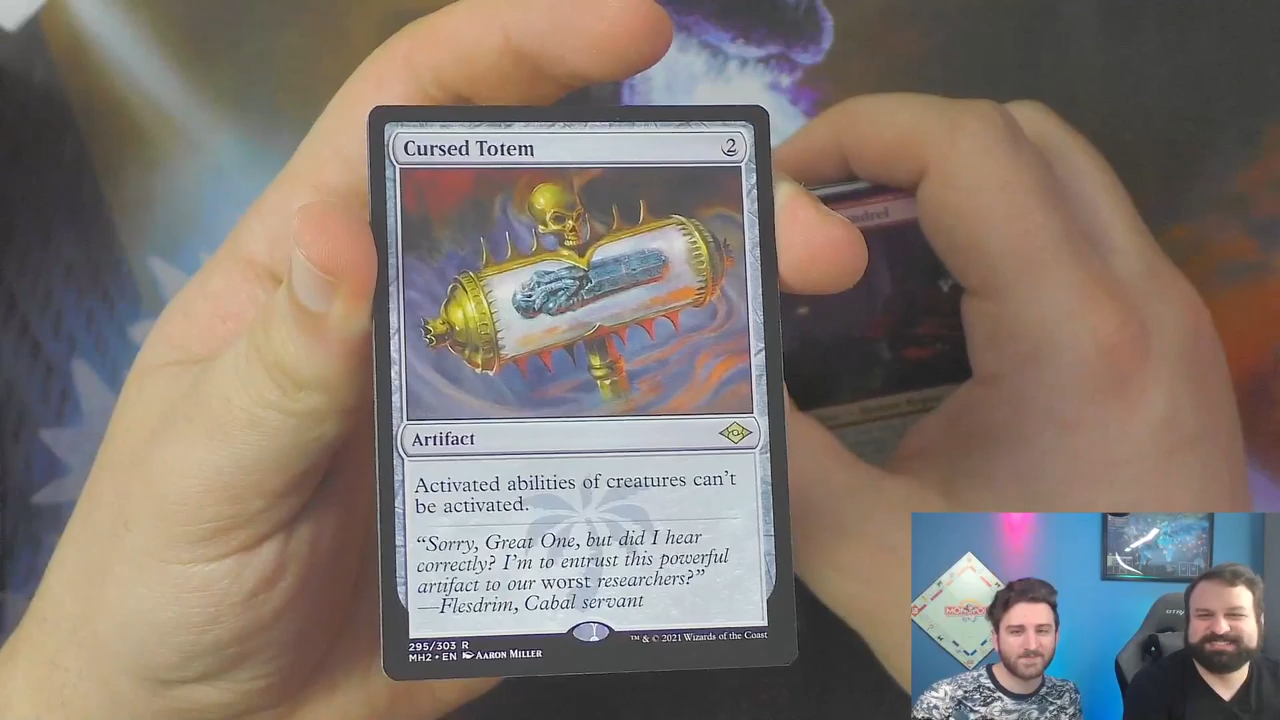 Cursed Totem 2
Artifact
Activated abilities of creatures can't
be activated.
"Sorry, Great One, but did I hear
correctly? I'm to entrust this powerful
artifact to our worst researchers?"
—Flesdrim, Cabal servant
295/303 R
MH2 • EN Aaron Miller
™ & © 2021 Wizards of the Coast
MONOPOLY